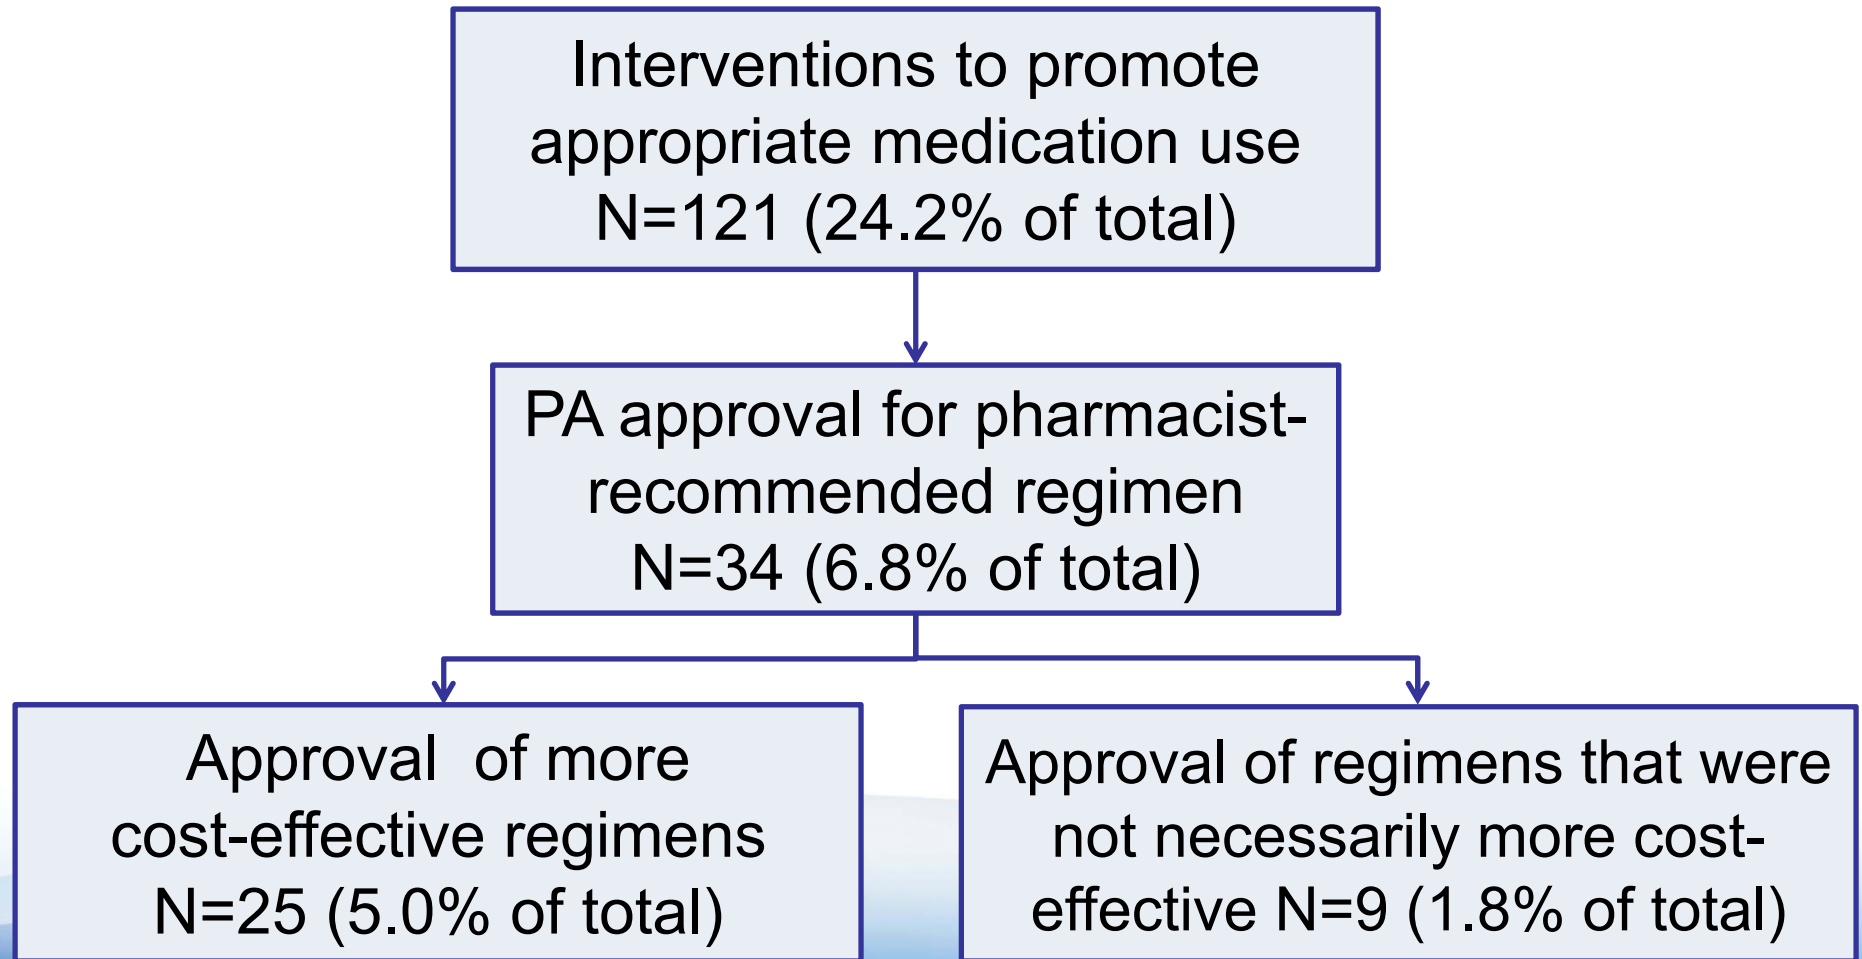 Interventions to promote
appropriate medication use
N=121 (24.2% of total)
PA approval for pharmacist-
recommended regimen
N=34 (6.8% of total)
Approval  of more
cost-effective regimens
N=25 (5.0% of total)
Approval of regimens that were
not necessarily more cost-
effective N=9 (1.8% of total)